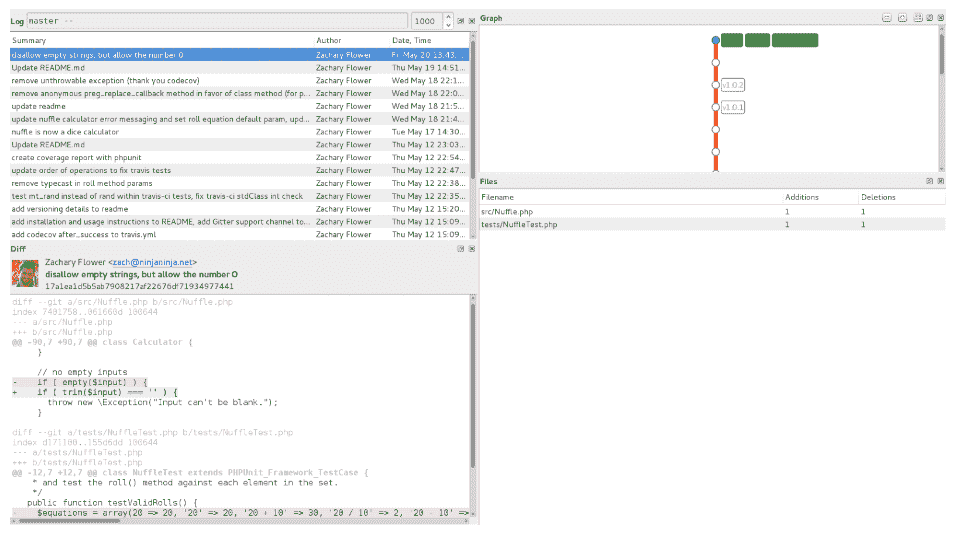 Log master -- 1000
Summary Author Date, Time
disallow empty strings, but allow the number 0 Zachary Flower Fri May 20 13:43...
Update README.md Zachary Flower Thu May 19 14:51...
remove unthrowable exception (thank you codecov) Zachary Flower Wed May 18 22:1...
remove anonymous preg_replace_callback method in favor of class method (for p... Zachary Flower Wed May 18 22:0...
update readme Zachary Flower Wed May 18 21:5...
update nuffle calculator error messaging and set roll equation default param, upd... Zachary Flower Wed May 18 21:4...
nuffle is now a dice calculator Zachary Flower Tue May 17 14:30...
Update README.md Zachary Flower Thu May 12 23:03...
create coverage report with phpunit Zachary Flower Thu May 12 22:54...
update order of operations to fix travis tests Zachary Flower Thu May 12 22:47...
remove typecast in roll method params Zachary Flower Thu May 12 22:38...
test mt_rand instead of rand within travis-ci tests, fix travis-ci stdClass int check Zachary Flower Thu May 12 22:35...
add versioning details to readme Zachary Flower Thu May 12 15:20...
add installation and usage instructions to README, add Gitter support channel to... Zachary Flower Thu May 12 15:09...
add codecov after_success to travis.yml Zachary Flower Thu May 12 15:09...
Diff
Zachary Flower <zach@ninjaninja.net>
disallow empty strings, but allow the number 0
17a1ea1d5b5ab7908217af22676df71934977441
diff --git a/src/Nuffle.php b/src/Nuffle.php
index 7401758..061666d 100644
--- a/src/Nuffle.php
+++ b/src/Nuffle.php
@@ -90,7 +90,7 @@ class Calculator {
}
// no empty inputs
- if ( empty($input) ) {
+ if ( trim($input) === '' ) {
throw new \Exception("Input can't be blank.");
}
diff --git a/tests/NuffleTest.php b/tests/NuffleTest.php
index d171100..155d6dd 100644
--- a/tests/NuffleTest.php
+++ b/tests/NuffleTest.php
@@ -12,7 +12,7 @@ class NuffleTest extends PHPUnit_Framework_TestCase {
* and test the roll() method against each element in the set.
*/
public function testValidRolls() {
- $equations = array(20 => 20, '20' => 20, '20 + 10' => 30, '20 / 10' => 2, '20 - 10' =>
Graph
v1.0.2
v1.0.1
Files
Filename Additions Deletions
src/Nuffle.php 1 1
tests/NuffleTest.php 1 1